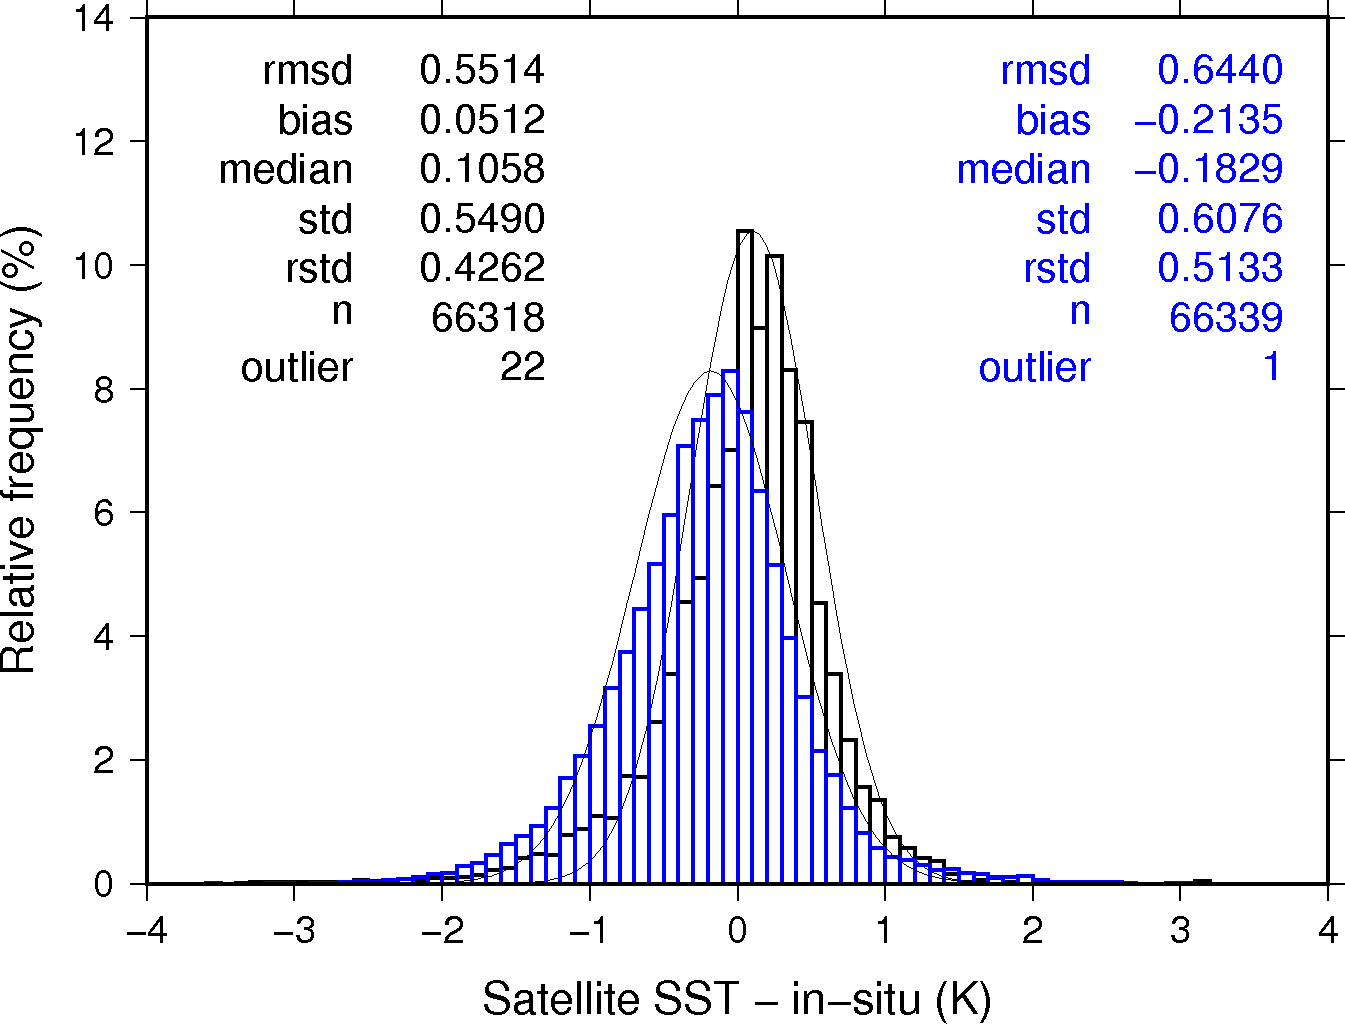 14
12
10
8
6
4
2
0
Relative frequency (%)
rmsd 0.5514
bias 0.0512
median 0.1058
std 0.5490
rstd 0.4262
n 66318
outlier 22
rmsd 0.6440
bias −0.2135
median −0.1829
std 0.6076
rstd 0.5133
n 66339
outlier 1
−4 −3 −2 −1 0 1 2 3 4
Satellite SST − in−situ (K)